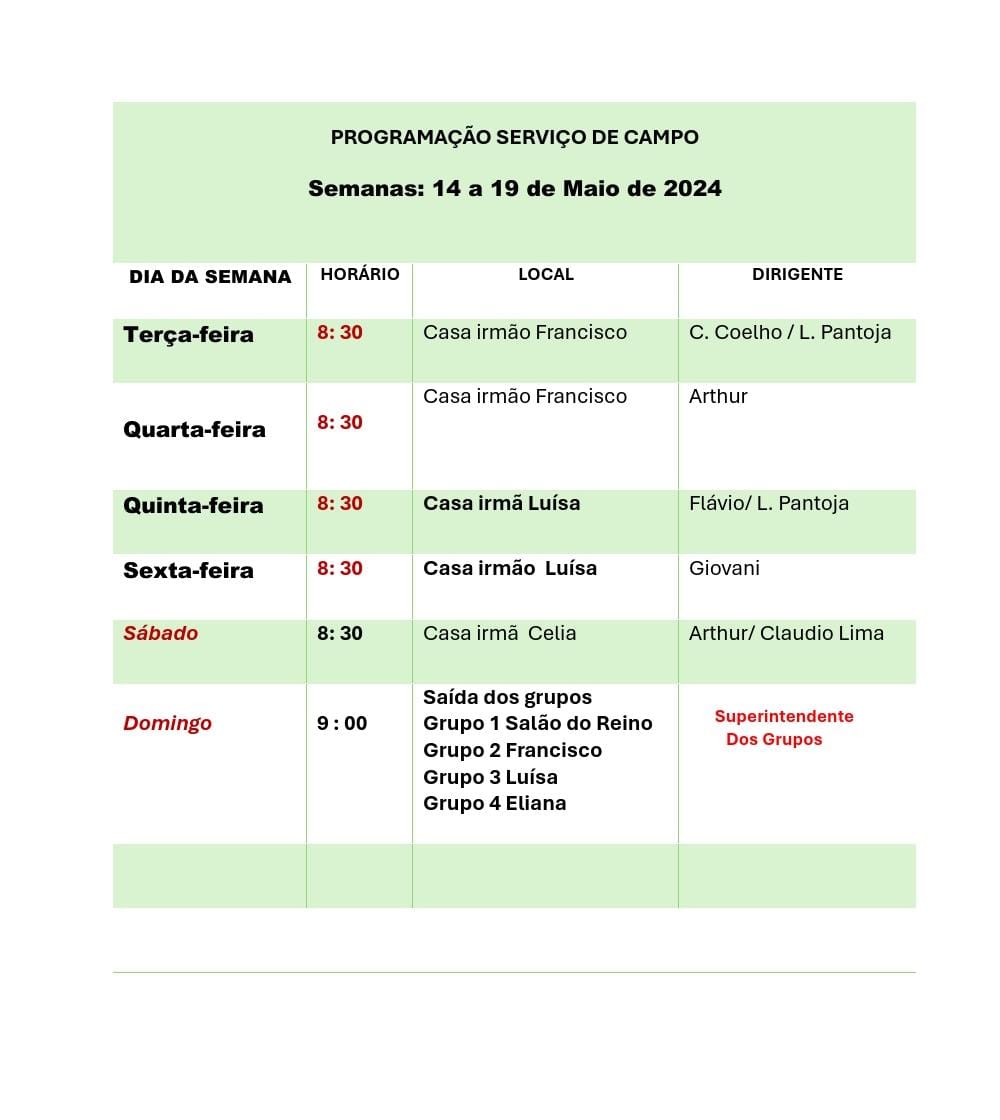 PROGRAMAÇÃO SERVIÇO DE CAMPO
Semanas: 14 a 19 de Maio de 2024
DIA DA SEMANA HORÁRIO LOCAL DIRIGENTE
Terça-feira 8: 30 Casa irmão Francisco C. Coelho / L. Pantoja
Quarta-feira 8: 30 Casa irmão Francisco Arthur
Quinta-feira 8: 30 Casa irmã Luísa Flávio/ L. Pantoja
Sexta-feira 8: 30 Casa irmão  Luísa Giovani
Sábado 8: 30 Casa irmã  Celia Arthur/ Claudio Lima
Domingo 9 : 00 Saída dos grupos
Grupo 1 Salão do Reino
Grupo 2 Francisco
Grupo 3 Luísa
Grupo 4 Eliana
Superintendente
Dos Grupos